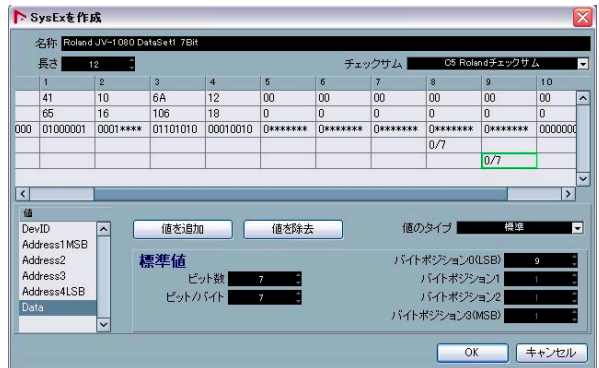 SysExを作成
名称 Roland JV-1080 DataSet1 7Bit
長さ 12 チェックサム C5 Rolandチェックサム
1 2 3 4 5 6 7 8 9 10
41 10 6A 12 00 00 00 00 00 00
65 16 106 18 0 0 0 0 0 0
000 01000001 0001**** 01101010 00010010 0******* 0******* 0******* 0******* 0******* 0000000
0/7
0/7
値
DevID
Address1MSB
Address2
Address3
Address4LSB
Data
値を追加 値を除去 値のタイプ 標準
標準値
ビット数 7
ビット/バイト 7
バイトポジション0(LSB) 9
バイトポジション1 1
バイトポジション2 1
バイトポジション3(MSB) 1
OK キャンセル